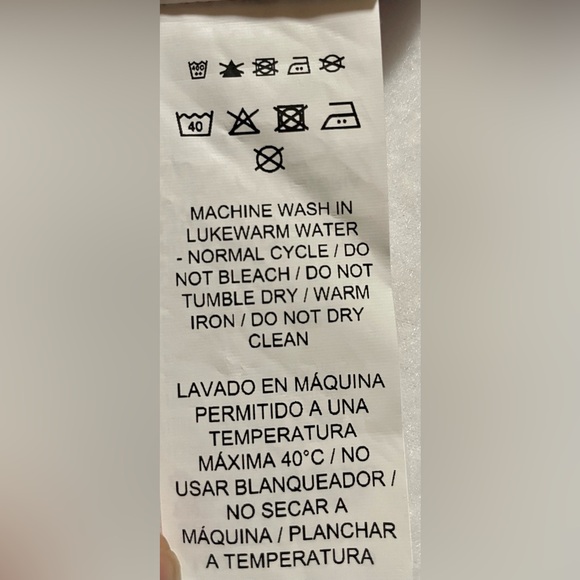 40
MACHINE WASH IN
LUKEWARM WATER
- NORMAL CYCLE / DO
NOT BLEACH / DO NOT
TUMBLE DRY / WARM
IRON / DO NOT DRY
CLEAN
LAVADO EN MÁQUINA
PERMITIDO A UNA
TEMPERATURA
MÁXIMA 40°C / NO
USAR BLANQUEADOR /
NO SECAR A
MÁQUINA / PLANCHAR
A TEMPERATURA